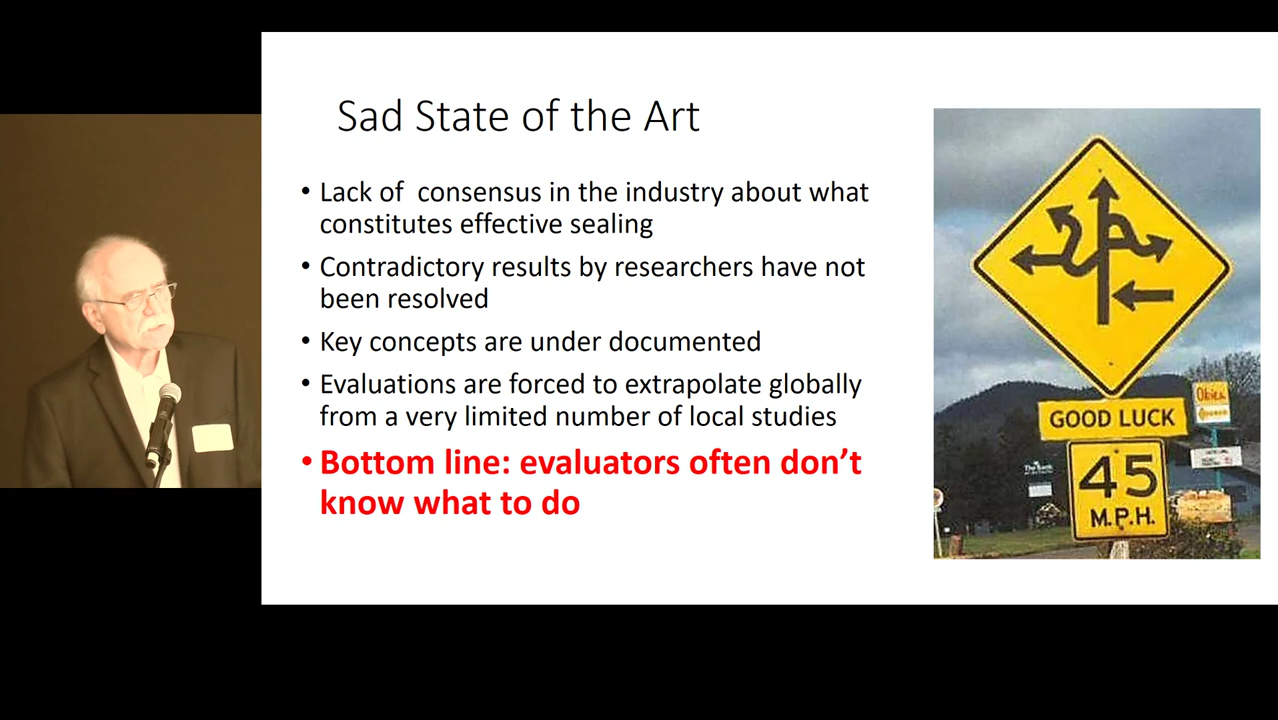 Sad State of the Art
• Lack of  consensus in the industry about what
constitutes effective sealing
• Contradictory results by researchers have not
been resolved
• Key concepts are under documented
• Evaluations are forced to extrapolate globally
from a very limited number of local studies
• Bottom line: evaluators often don’t
know what to do
GOOD LUCK
45
M.P.H.